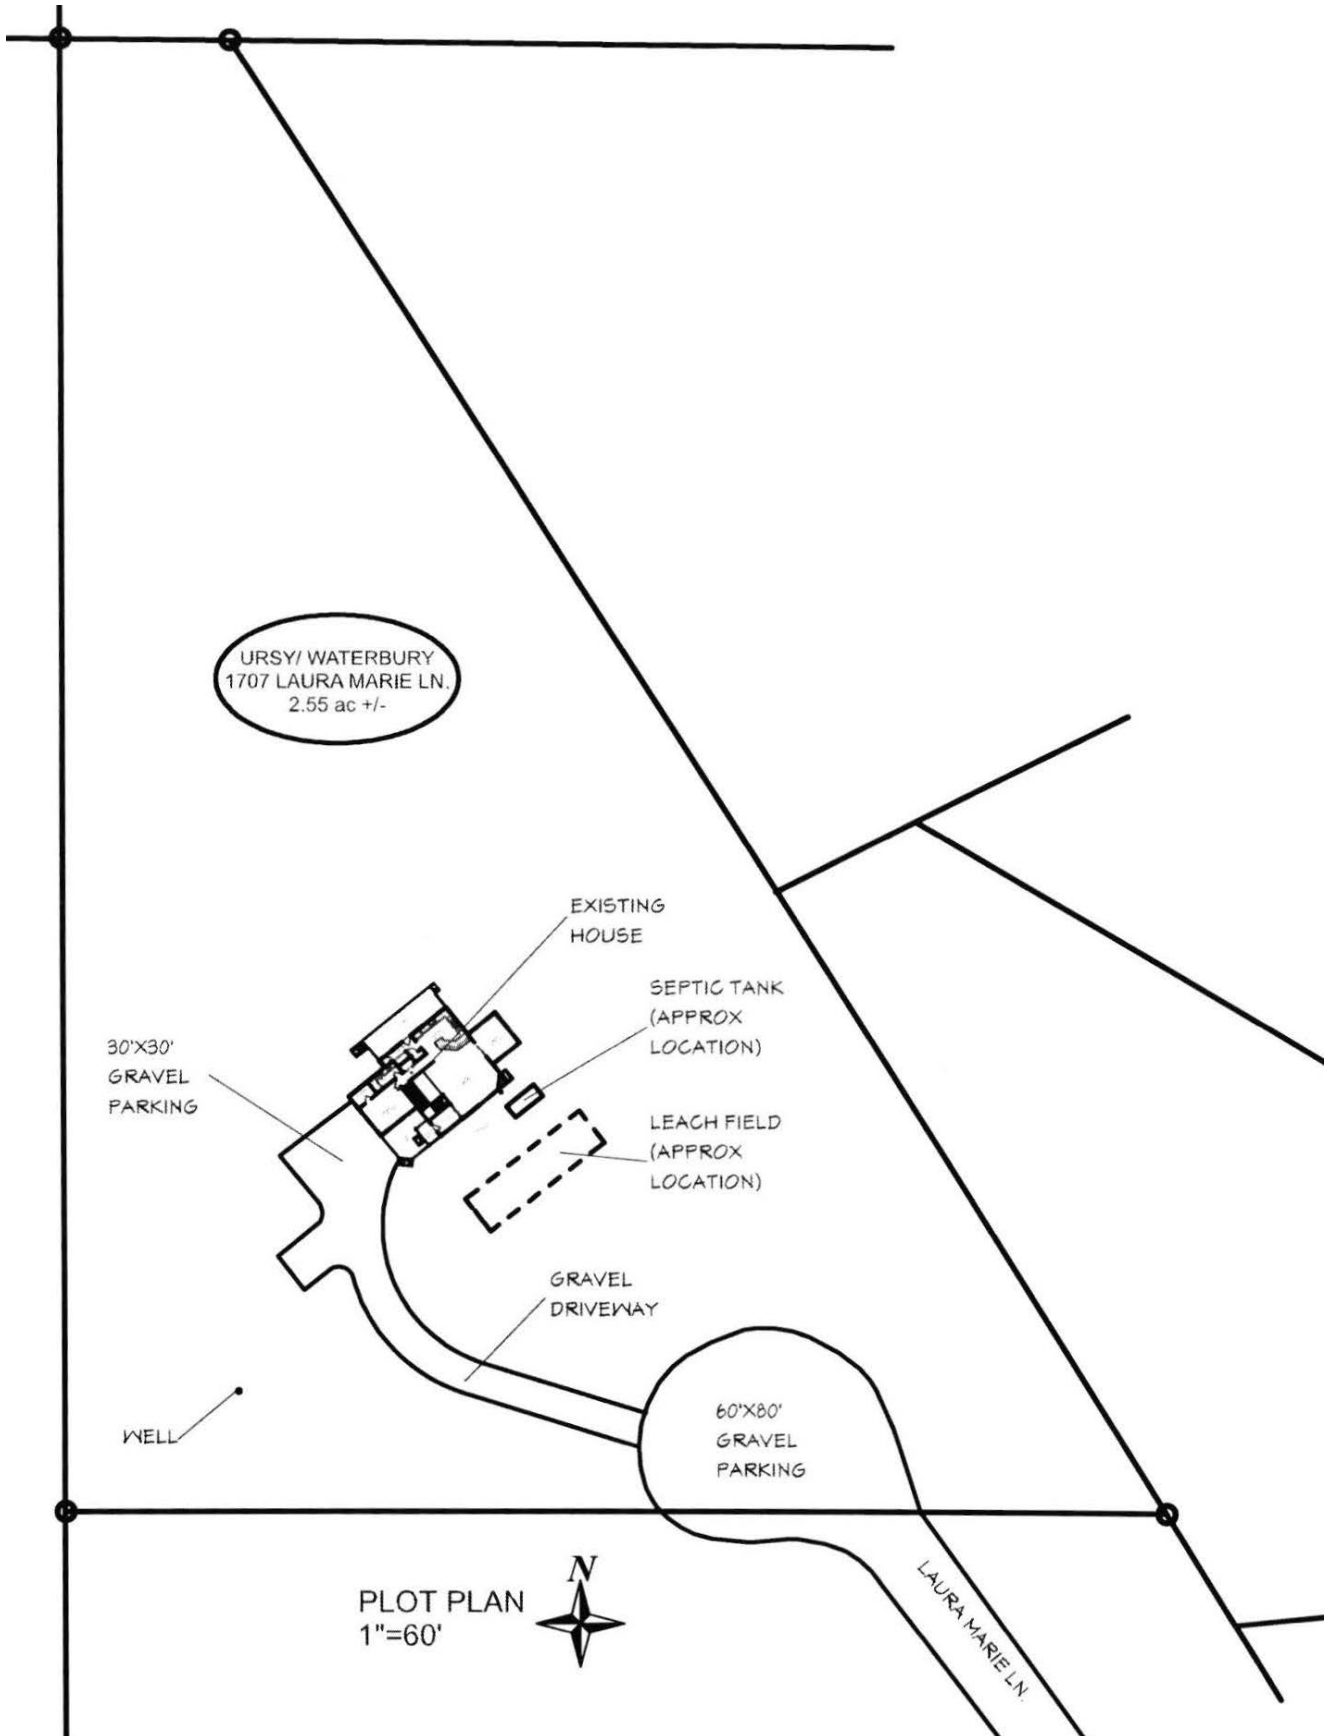 URSY/ WATERBURY
1707 LAURA MARIE LN.
2.55 ac +/-
EXISTING
HOUSE
SEPTIC TANK
(APPROX
LOCATION)
30'X30'
GRAVEL
PARKING
LEACH FIELD
(APPROX
LOCATION)
GRAVEL
DRIVEWAY
60'X80'
GRAVEL
PARKING
WELL
N
PLOT PLAN
1"=60'
LAURA MARIE LN.